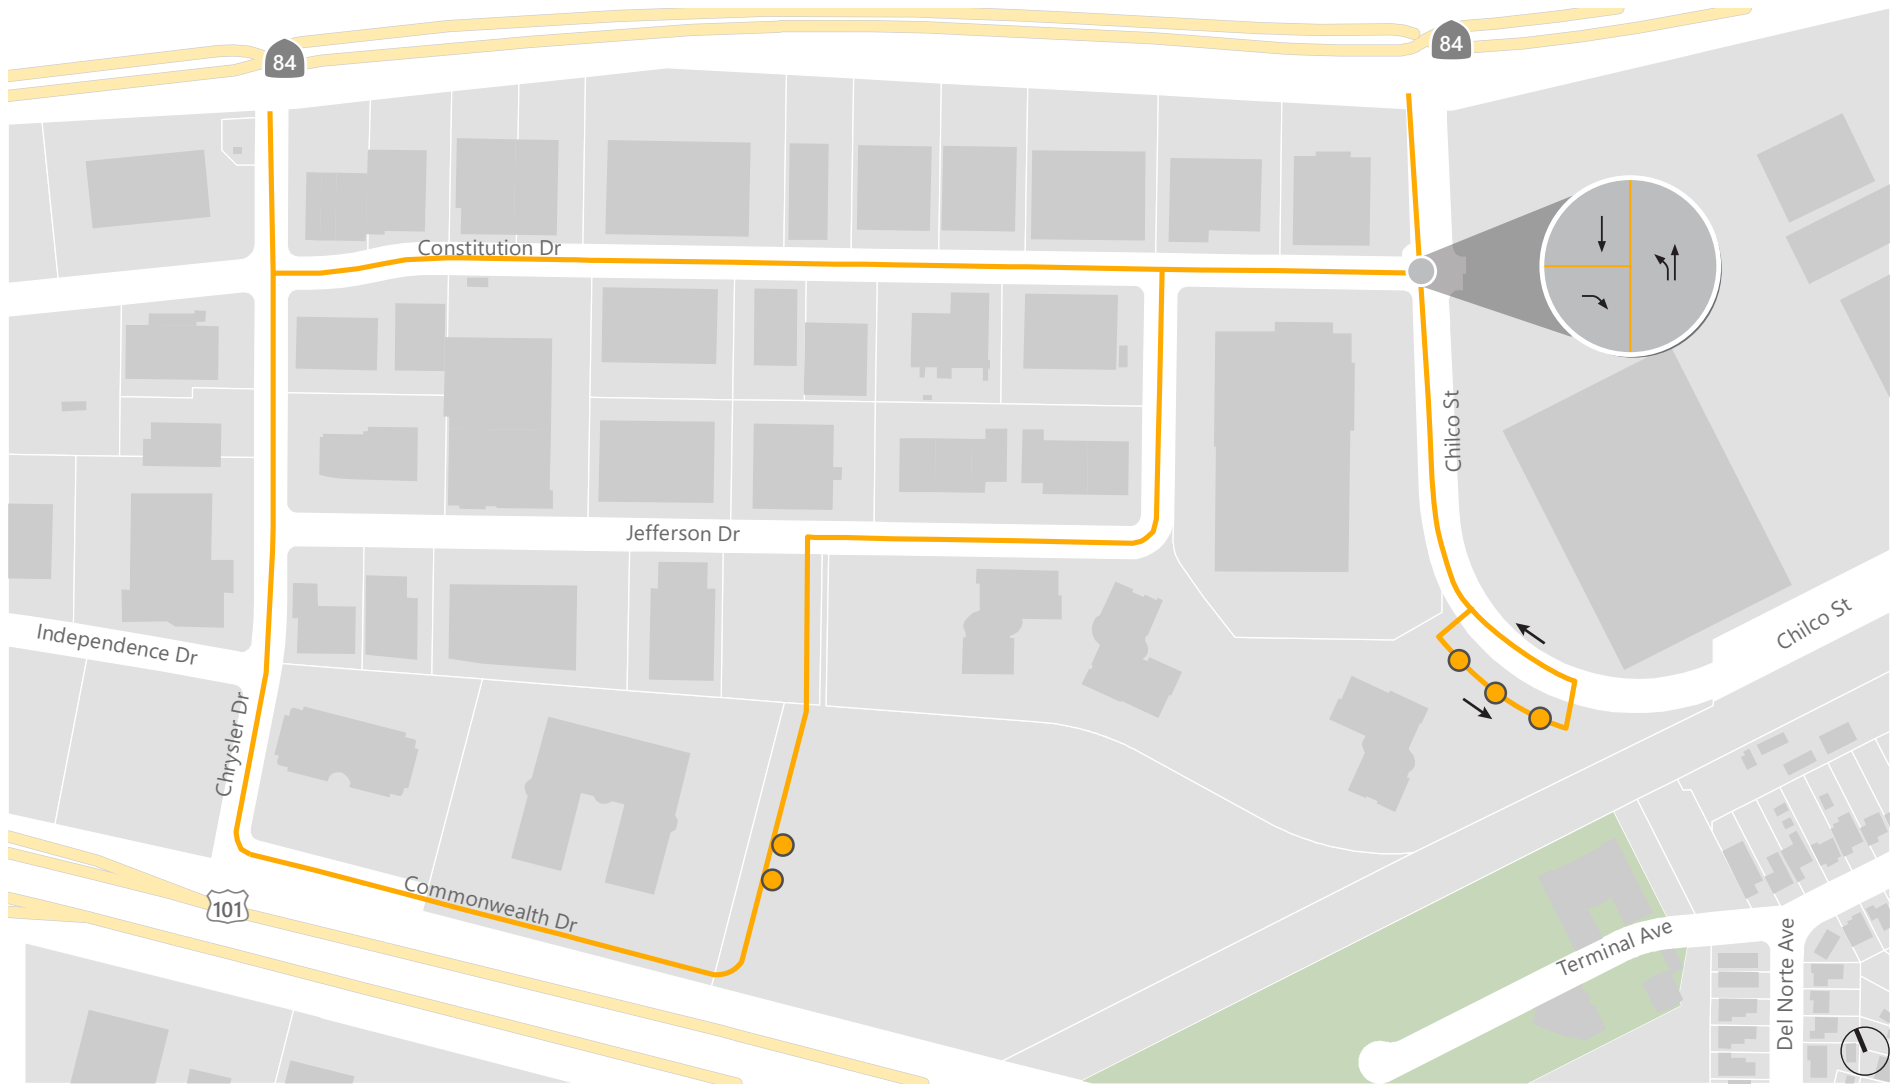 84
84
Constitution Dr
Chilco St
Jefferson Dr
Chilco St
Independence Dr
Chrysler Dr
Commonwealth Dr
101
Terminal Ave
Del Norte Ave